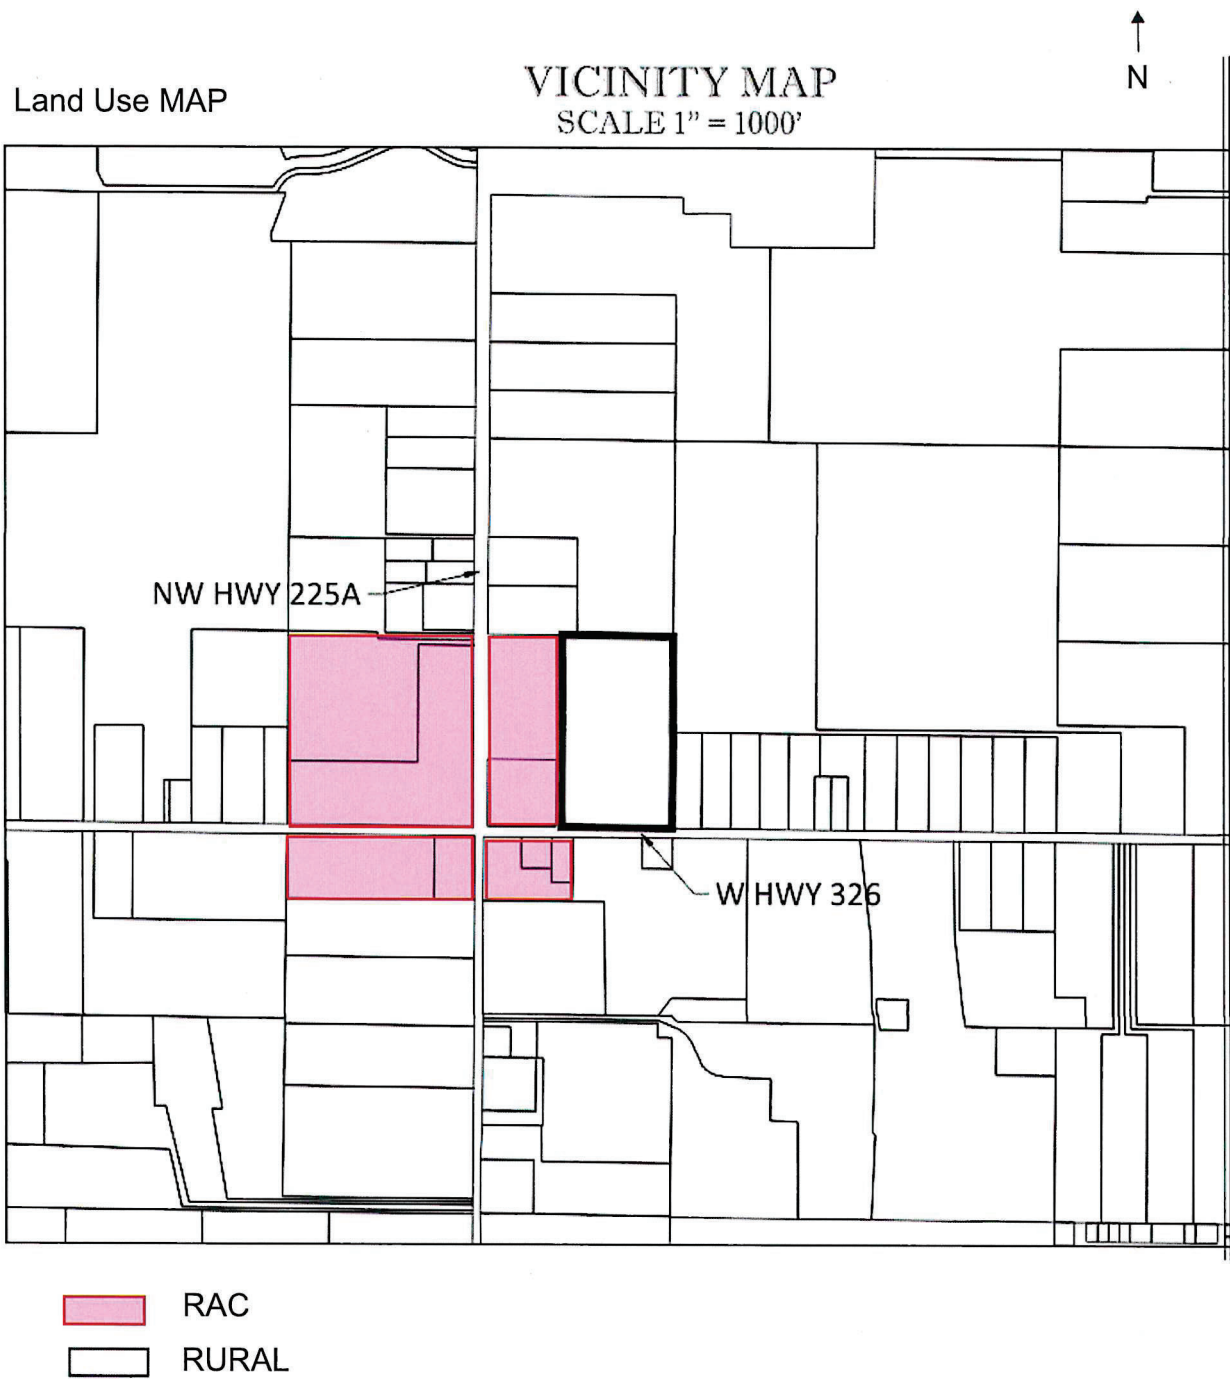 N
VICINITY MAP
Land Use MAP
SCALE 1" = 1000'
NW HWY 225A
W HWY 326
RAC
RURAL